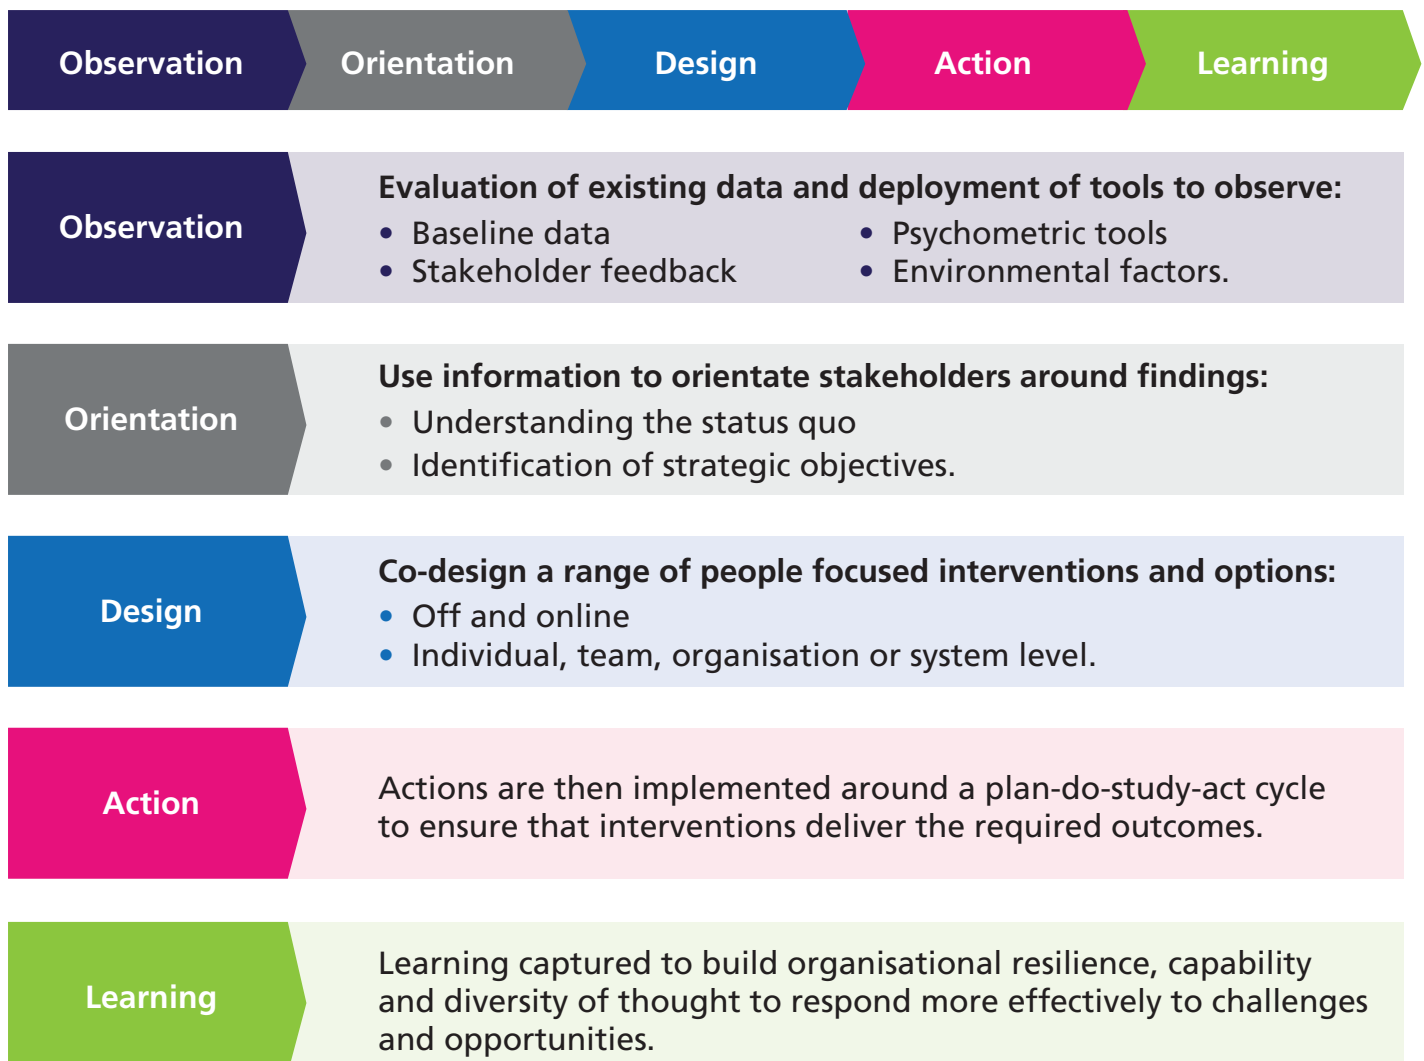 Observation
Orientation
Design
Action
Learning
Observation
Evaluation of existing data and deployment of tools to observe:
• Baseline data
• Stakeholder feedback
• Psychometric tools
• Environmental factors.
Orientation
Use information to orientate stakeholders around findings:
• Understanding the status quo
• Identification of strategic objectives.
Design
Co-design a range of people focused interventions and options:
• Off and online
• Individual, team, organisation or system level.
Action
Actions are then implemented around a plan-do-study-act cycle
to ensure that interventions deliver the required outcomes.
Learning
Learning captured to build organisational resilience, capability
and diversity of thought to respond more effectively to challenges
and opportunities.